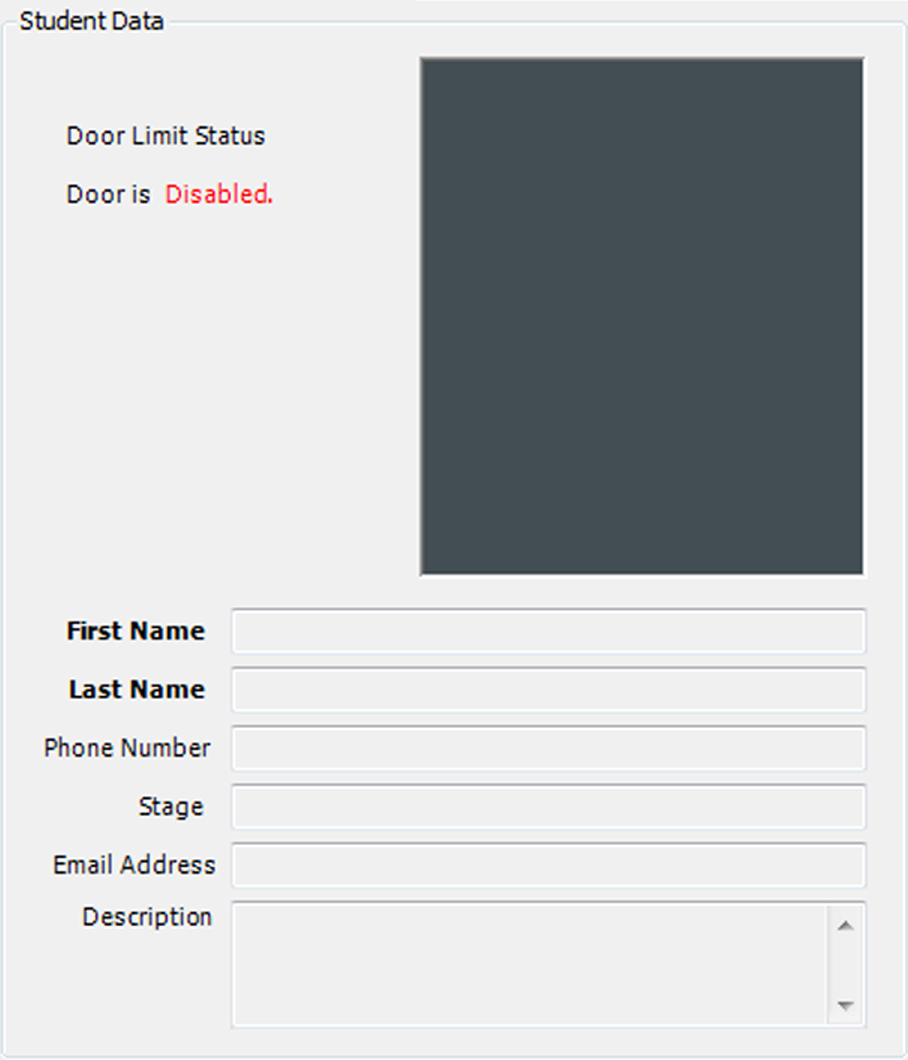 Student Data
Door Limit Status
Door is Disabled.
First Name
Last Name
Phone Number
Stage
Email Address
Description